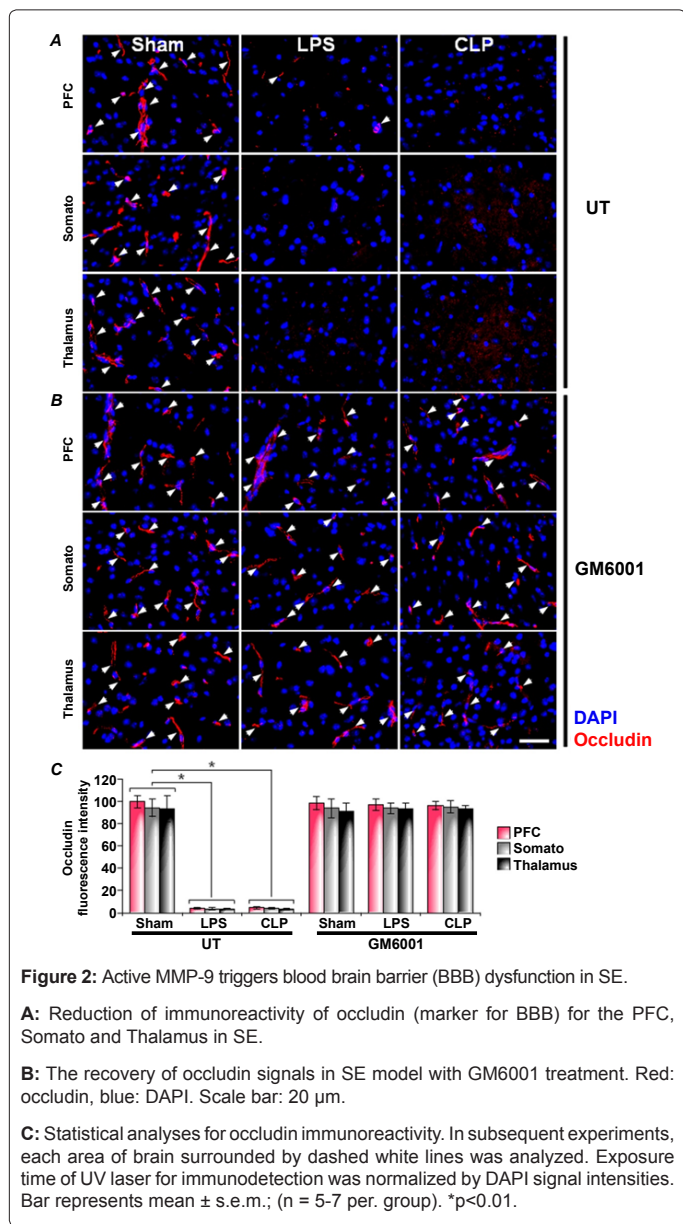 A
Sham LPS CLP
PFC
Somato
Thalamus
UT
B
PFC
Somato
Thalamus
GM6001
DAPI
Occludin
C
Occludin
fluorescence intensity
120
100
80
60
40
20
0
* *
Sham LPS CLP Sham LPS CLP
UT GM6001
PFC
Somato
Thalamus
Figure 2: Active MMP-9 triggers blood brain barrier (BBB) dysfunction in SE.
A: Reduction of immunoreactivity of occludin (marker for BBB) for the PFC,
Somato and Thalamus in SE.
B: The recovery of occludin signals in SE model with GM6001 treatment. Red:
occludin, blue: DAPI. Scale bar: 20 μm.
C: Statistical analyses for occludin immunoreactivity. In subsequent experiments,
each area of brain surrounded by dashed white lines was analyzed. Exposure
time of UV laser for immunodetection was normalized by DAPI signal intensities.
Bar represents mean ± s.e.m.; (n = 5-7 per. group). *p<0.01.